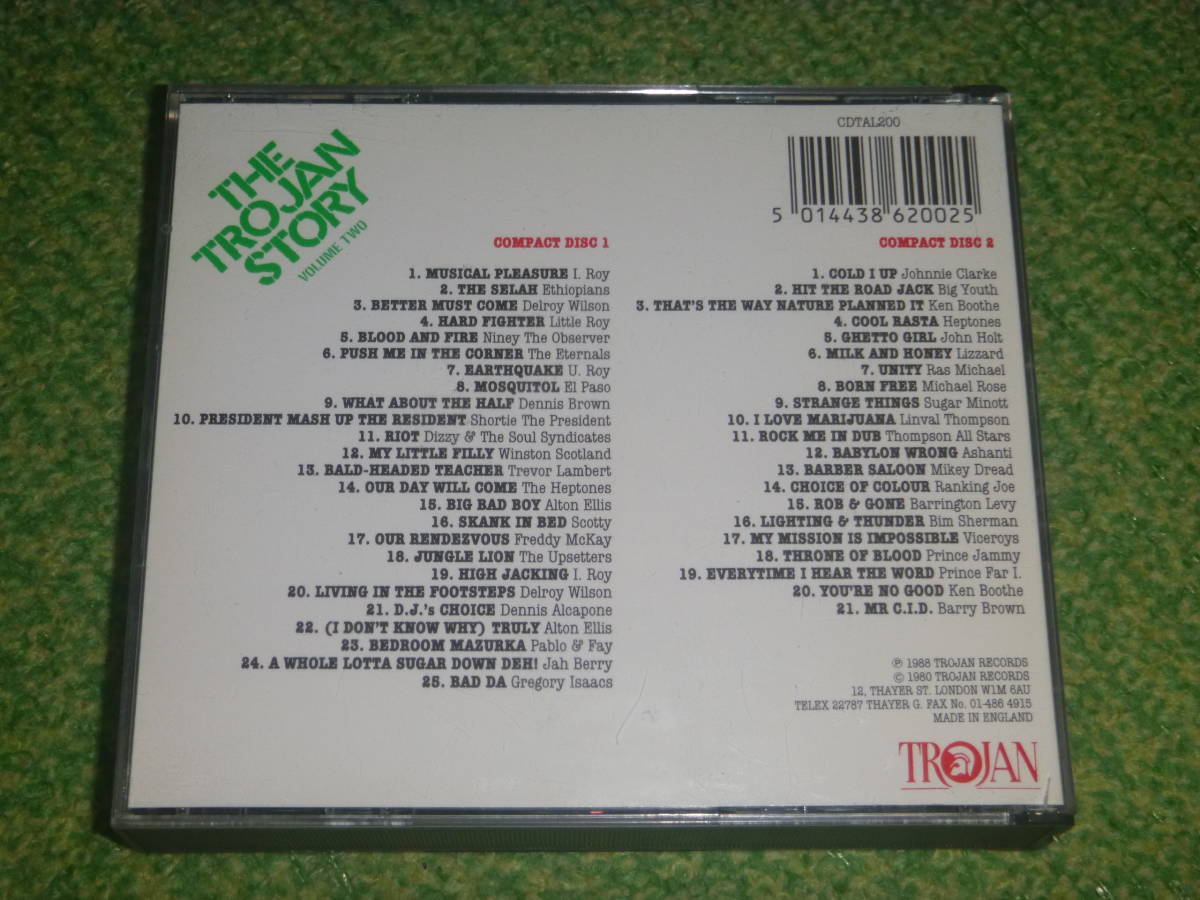 THE
TROJAN
STORY
VOLUME TWO
CDTAL200
5 014438 620025
COMPACT DISC 1
1. MUSICAL PLEASURE I. Roy
2. THE SELAH Ethiopians
3. BETTER MUST COME Delroy Wilson
4. HARD FIGHTER Little Roy
5. BLOOD AND FIRE Niney The Observer
6. PUSH ME IN THE CORNER The Eternals
7. EARTHQUAKE U. Roy
8. MOSQUITOL El Paso
9. WHAT ABOUT THE HALF Dennis Brown
10. PRESIDENT MASH UP THE RESIDENT Shortie The President
11. RIOT Dizzy & The Soul Syndicates
12. MY LITTLE FILLY Winston Scotland
13. BALD-HEADED TEACHER Trevor Lambert
14. OUR DAY WILL COME The Heptones
15. BIG BAD BOY Alton Ellis
16. SKANK IN BED Scotty
17. OUR RENDEZVOUS Freddy McKay
18. JUNGLE LION The Upsetters
19. HIGH JACKING I. Roy
20. LIVING IN THE FOOTSTEPS Delroy Wilson
21. D.J.'s CHOICE Dennis Alcapone
22. (I DON'T KNOW WHY) TRULY Alton Ellis
23. BEDROOM MAZURKA Pablo & Fay
24. A WHOLE LOTTA SUGAR DOWN DEH! Jah Berry
25. BAD DA Gregory Isaacs
COMPACT DISC 2
1. COLD I UP Johnnie Clarke
2. HIT THE ROAD JACK Big Youth
3. THAT'S THE WAY NATURE PLANNED IT Ken Boothe
4. COOL RASTA Heptones
5. GHETTO GIRL John Holt
6. MILK AND HONEY Lizzard
7. UNITY Ras Michael
8. BORN FREE Michael Rose
9. STRANGE THINGS Sugar Minott
10. I LOVE MARIJUANA Linval Thompson
11. ROCK ME IN DUB Thompson All Stars
12. BABYLON WRONG Ashanti
13. BARBER SALOON Mikey Dread
14. CHOICE OF COLOUR Ranking Joe
15. ROB & GONE Barrington Levy
16. LIGHTING & THUNDER Bim Sherman
17. MY MISSION IS IMPOSSIBLE Viceroys
18. THRONE OF BLOOD Prince Jammy
19. EVERYTIME I HEAR THE WORD Prince Far I.
20. YOU'RE NO GOOD Ken Boothe
21. MR C.I.D. Barry Brown
℗ 1988 TROJAN RECORDS
© 1980 TROJAN RECORDS
12, THAYER ST. LONDON W1M 6AU
TELEX 22787 THAYER G. FAX No. 01-486 4915
MADE IN ENGLAND
TROJAN